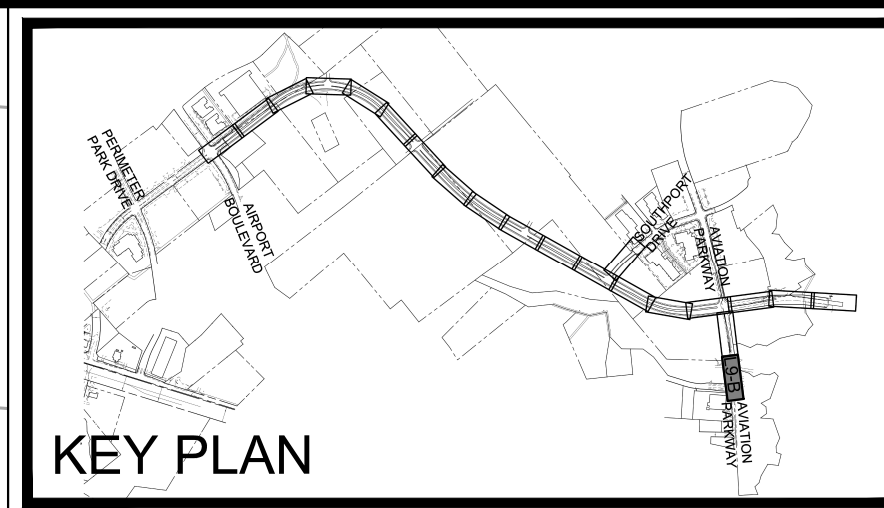 PERIMETER
PARK DRIVE
AIRPORT
BOULEVARD
SOUTHPORT
DRIVE
AVIATION
PARKWAY
L9-B
AVIATION
PARKWAY
KEY PLAN